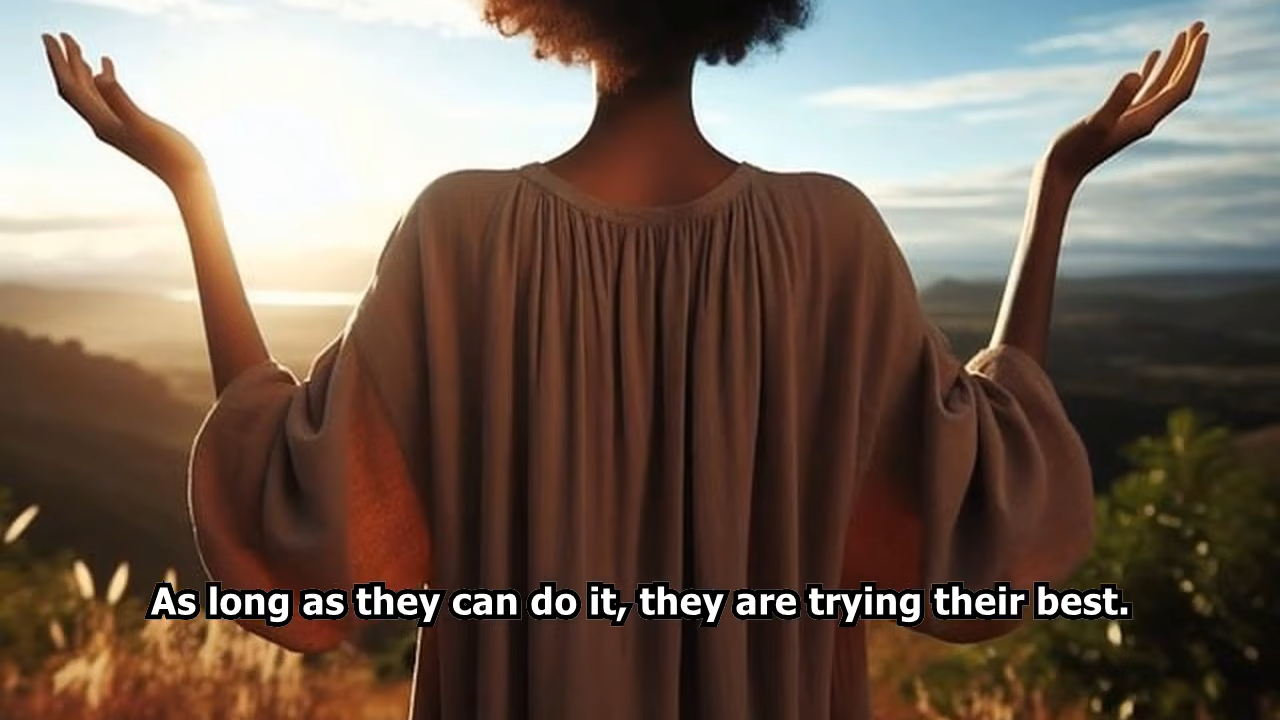 As long as they can do it, they are trying their best.